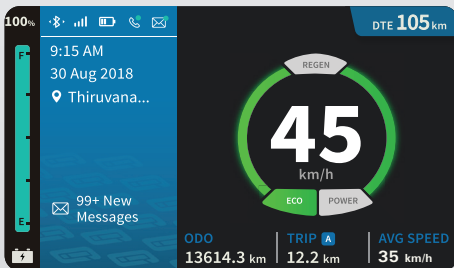 100%
F
E
9:15 AM
30 Aug 2018
Thiruvana...
99+ New
Messages
DTE 105 km
REGEN
45
km/h
ECO
POWER
ODO
13614.3 km
TRIP A
12.2 km
AVG SPEED
35 km/h